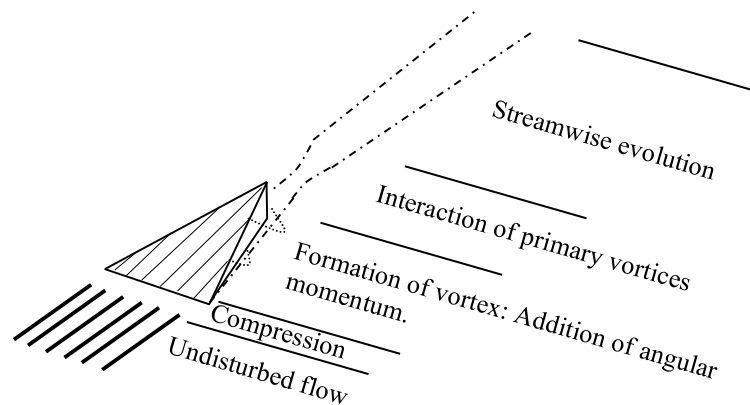 Streamwise evolution
Interaction of primary vortices
Formation of vortex: Addition of angular
momentum.
Compression
Undisturbed flow